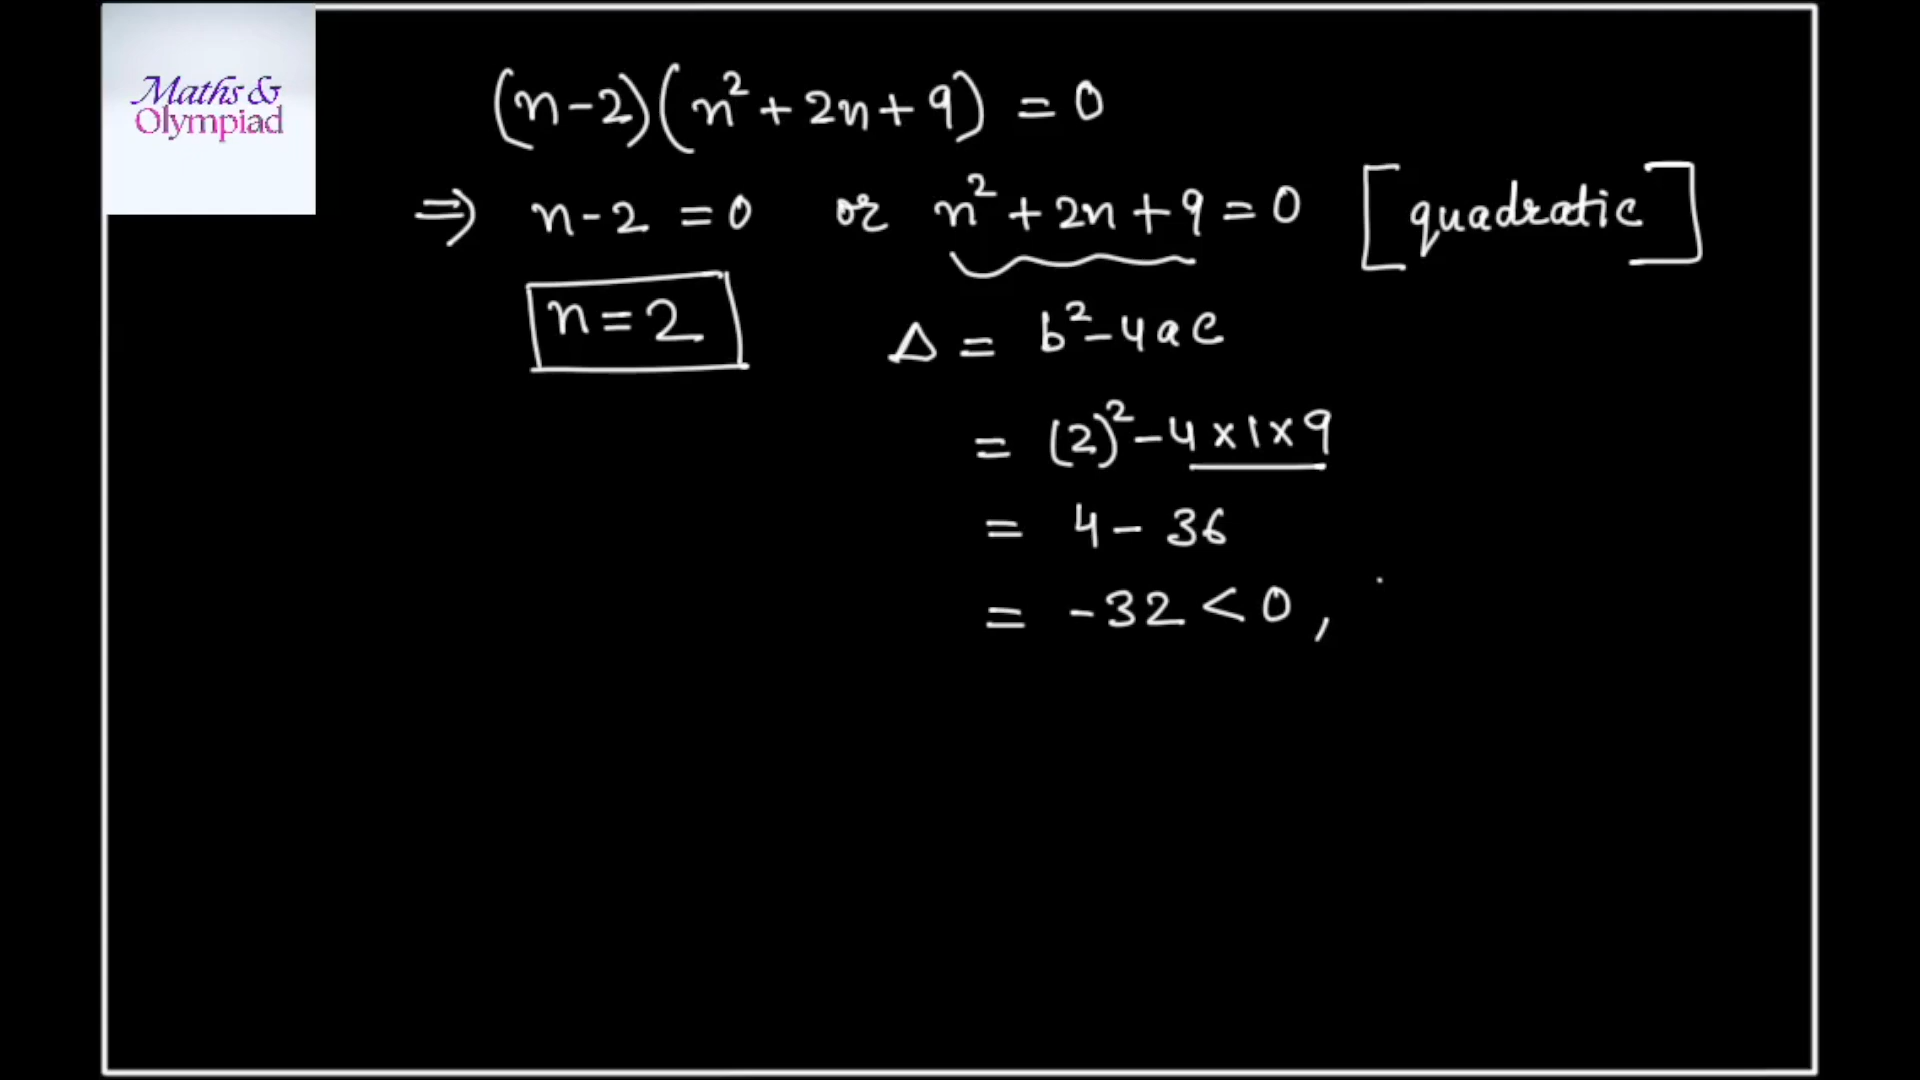 Maths &
Olympiad
(n-2)(n²+2n+9) = 0
⇒ n-2 = 0 or n²+2n+9 = 0 [quadratic]
n = 2
Δ = b²-4ac
= (2)²-4×1×9
= 4 - 36
= -32 < 0 ,